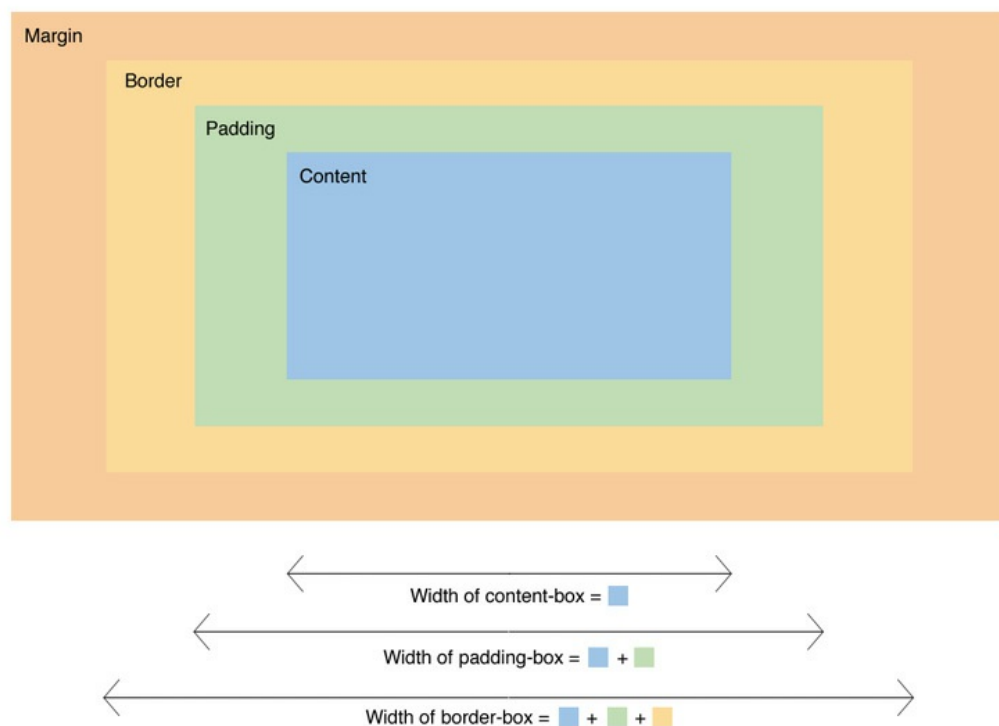 Margin
Border
Padding
Content
Width of content-box =
Width of padding-box = +
Width of border-box = + +